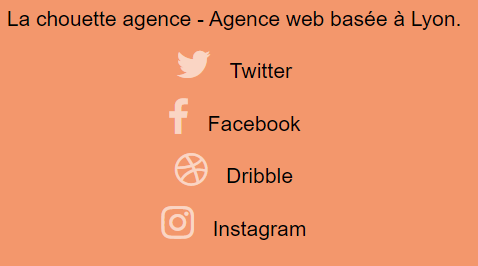 La chouette agence - Agence web basée à Lyon.
Twitter
Facebook
Dribble
Instagram